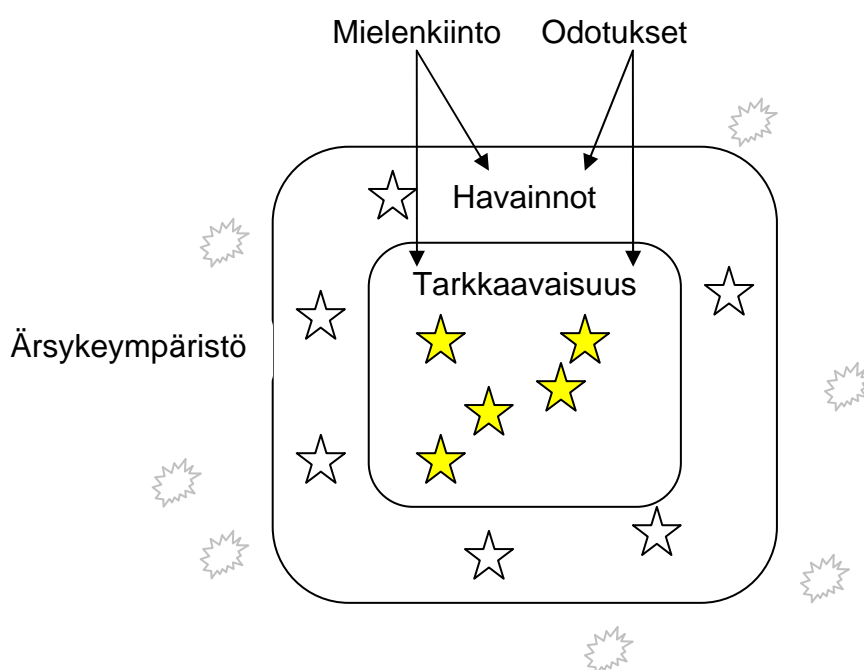 Mielenkiinto Odotukset
Havainnot
Tarkkaavaisuus
Ärsykeympäristö